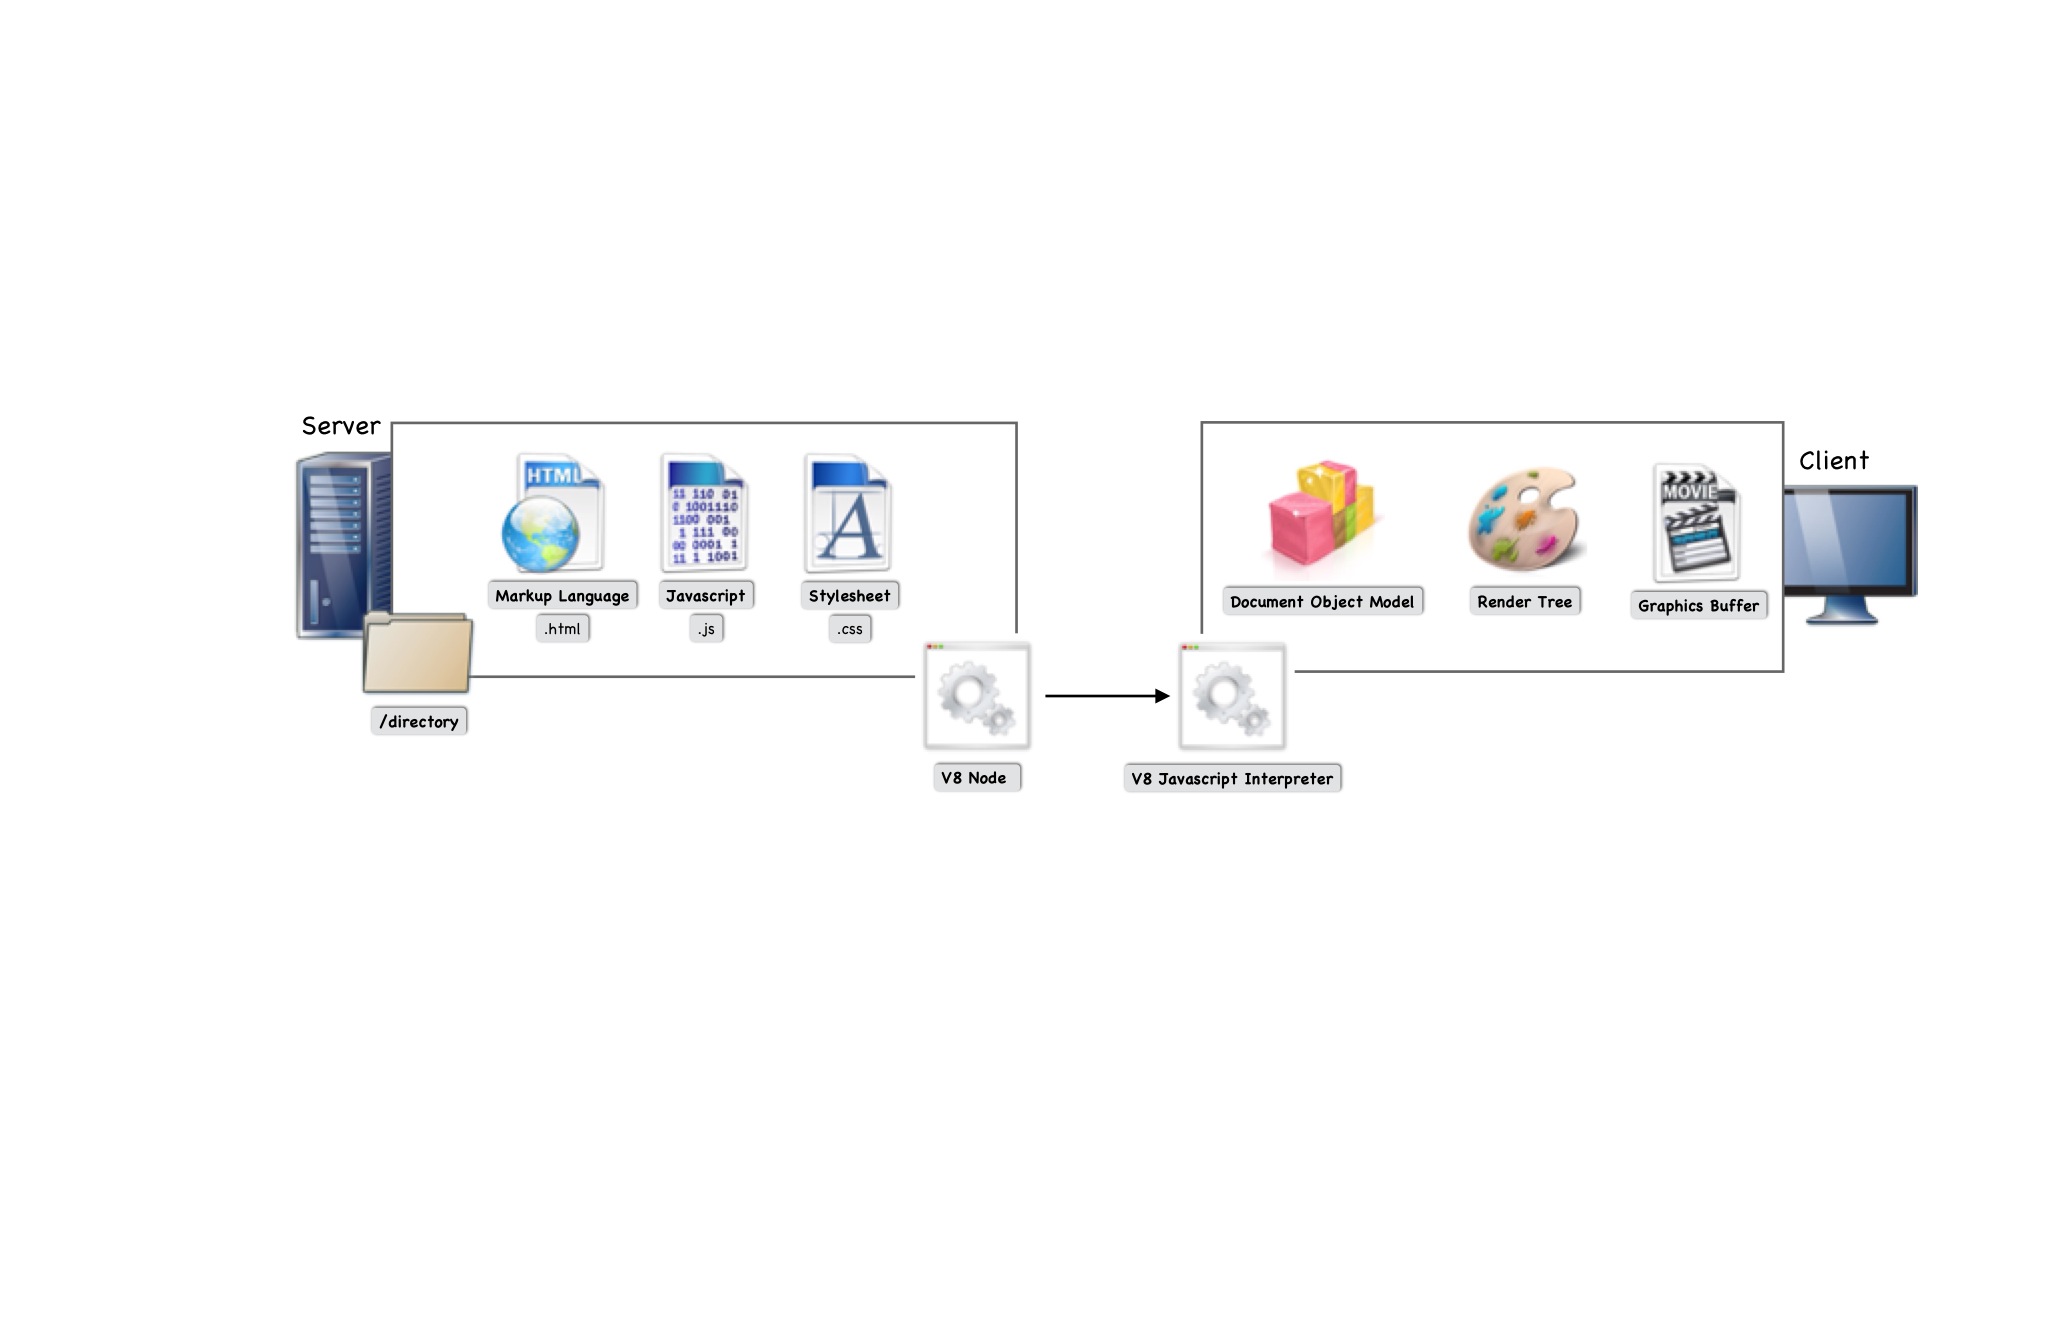 Server
Client
HTML
MOVIE
11 110 01
0 1001110
1100 001
1 111 00
00 0001 1
11 1 1001
A
Markup Language
Javascript
Stylesheet
.html
.js
.css
Document Object Model
Render Tree
Graphics Buffer
/directory
V8 Node
V8 Javascript Interpreter